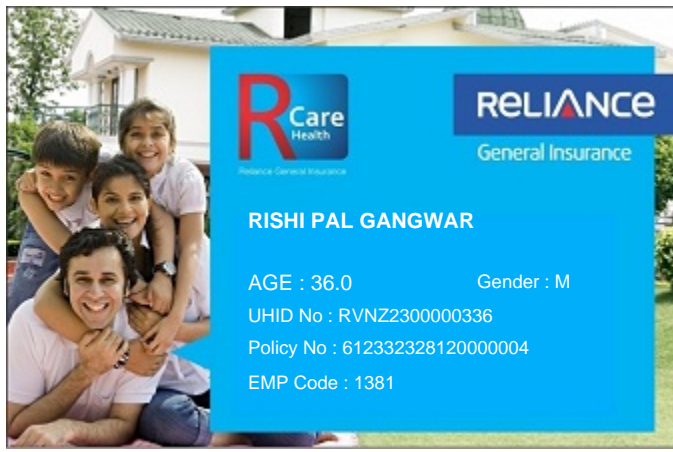 R Care
Health
Reliance General Insurance
RELIANCE
General Insurance
RISHI PAL GANGWAR
AGE : 36.0 Gender : M
UHID No : RVNZ2300000336
Policy No : 612332328120000004
EMP Code : 1381